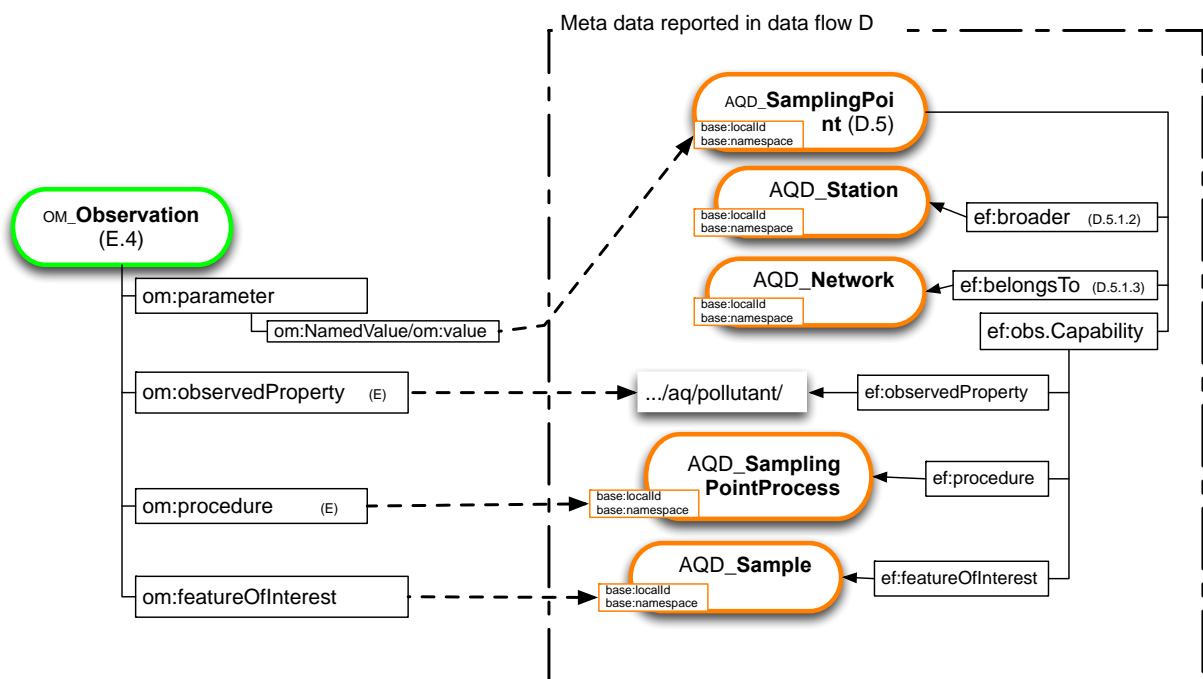 Meta data reported in data flow D
AQD_SamplingPoi
nt (D.5)
base:localId
base:namespace
AQD_Station
base:localId
base:namespace
ef:broader (D.5.1.2)
OM_Observation
(E.4)
AQD_Network
base:localId
base:namespace
ef:belongsTo (D.5.1.3)
om:parameter
om:NamedValue/om:value
ef:obs.Capability
om:observedProperty (E)
.../aq/pollutant/
ef:observedProperty
AQD_Sampling
PointProcess
base:localId
base:namespace
ef:procedure
om:procedure (E)
AQD_Sample
base:localId
base:namespace
ef:featureOfInterest
om:featureOfInterest